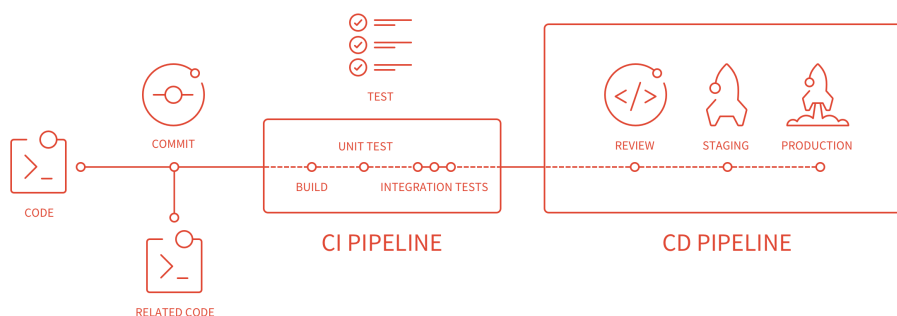 TEST
COMMIT
UNIT TEST
REVIEW
STAGING
PRODUCTION
BUILD
INTEGRATION TESTS
CODE
CI PIPELINE
CD PIPELINE
RELATED CODE